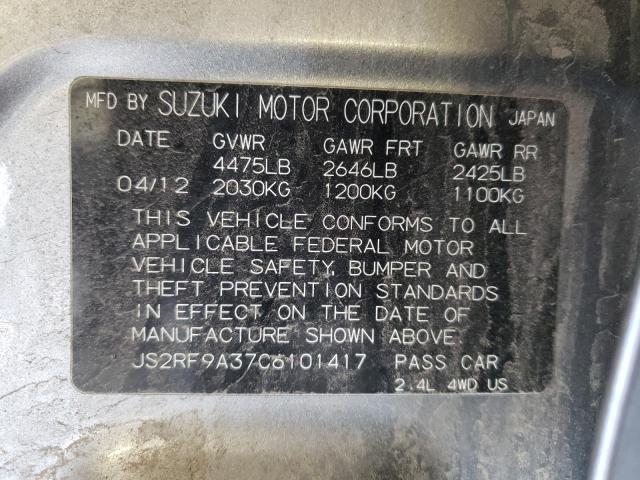 MFD BY SUZUKI MOTOR CORPORATION JAPAN
DATE GVWR GAWR FRT GAWR RR
4475LB 2646LB 2425LB
04/12 2030KG 1200KG 1100KG
THIS VEHICLE CONFORMS TO ALL
APPLICABLE FEDERAL MOTOR
VEHICLE SAFETY, BUMPER AND
THEFT PREVENTION STANDARDS
IN EFFECT ON THE DATE OF
MANUFACTURE SHOWN ABOVE.
JS2RF9A37C6101417 PASS CAR
2.4L 4WD US